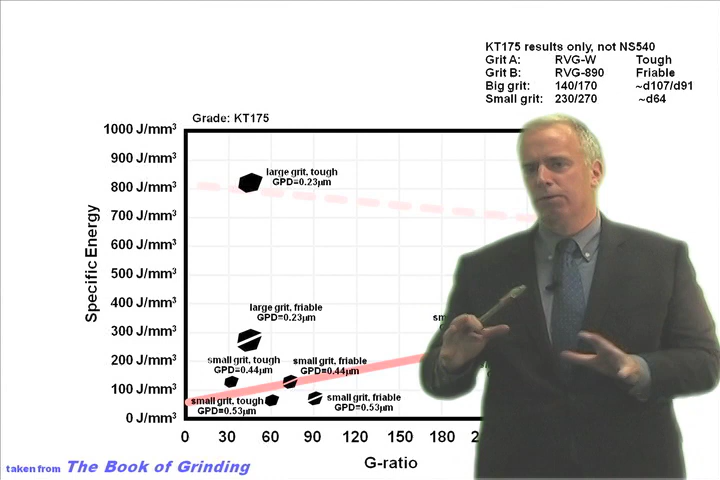 KT175 results only, not NS540
Grit A: RVG-W Tough
Grit B: RVG-890 Friable
Big grit: 140/170 ~d107/d91
Small grit: 230/270 ~d64
Grade: KT175
1000 J/mm³
900 J/mm³
800 J/mm³
700 J/mm³
600 J/mm³
500 J/mm³
400 J/mm³
300 J/mm³
200 J/mm³
100 J/mm³
0 J/mm³
Specific Energy
large grit, tough
GPD=0.23µm
large grit, friable
GPD=0.23µm
small grit, tough
GPD=0.44µm
small grit, friable
GPD=0.44µm
small grit, tough
GPD=0.53µm
small grit, friable
GPD=0.53µm
sm
0 30 60 90 120 150 180 2
G-ratio
taken from The Book of Grinding